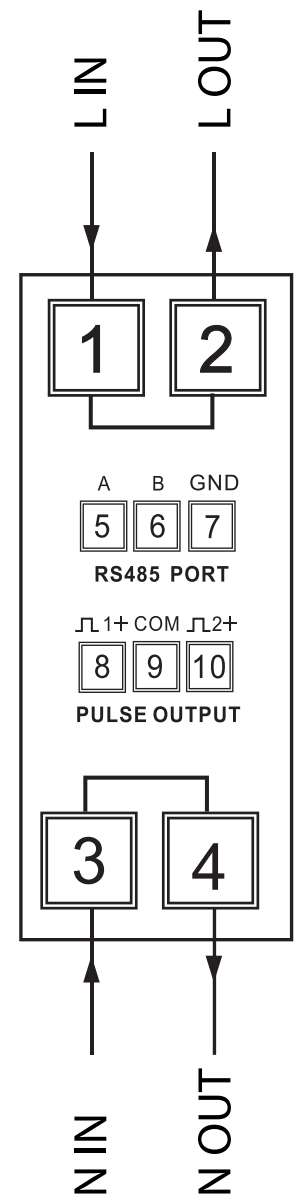 L IN L OUT
1 2
A B GND
5 6 7
RS485 PORT
⎍1+ COM ⎍2+
8 9 10
PULSE OUTPUT
3 4
N IN N OUT